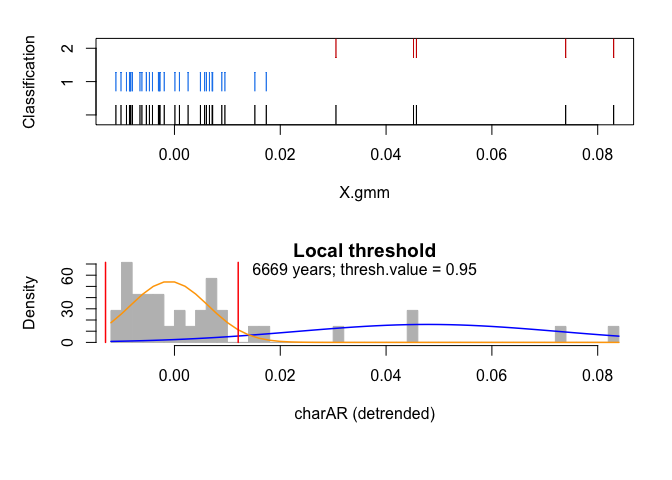 Classification
1 2
0.00 0.02 0.04 0.06 0.08
X.gmm
Local threshold
6669 years; thresh.value = 0.95
Density
0 30 60
0.00 0.02 0.04 0.06 0.08
charAR (detrended)